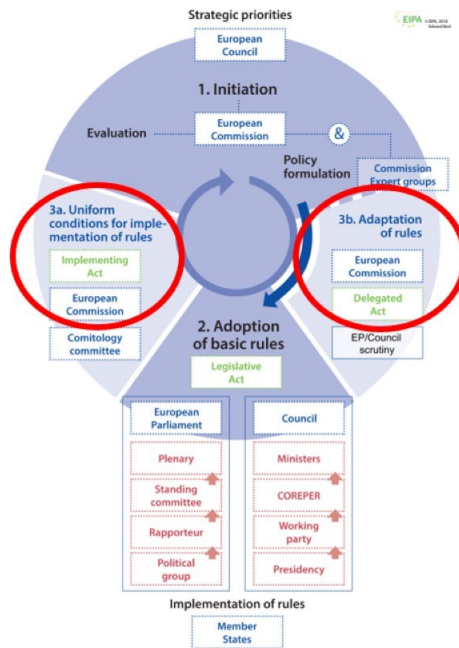 Strategic priorities
EIPA © EIPA, 2018
Edward Best
European
Council
1. Initiation
Evaluation
European
Commission
&
Policy
formulation
Commission
Expert groups
3a. Uniform
conditions for imple-
mentation of rules
Implementing
Act
European
Commission
Comitology
committee
3b. Adaptation
of rules
European
Commission
Delegated
Act
EP/Council
scrutiny
2. Adoption
of basic rules
Legislative
Act
European
Parliament
Plenary
Standing
committee
Rapporteur
Political
group
Council
Ministers
COREPER
Working
party
Presidency
Implementation of rules
Member
States